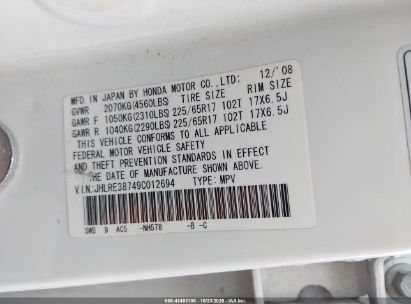 MFD. IN JAPAN BY HONDA MOTOR CO., LTD: 12/'08
GVWR 2070KG(4560LBS) TIRE SIZE RIM SIZE
GAWR F 1050KG(2310LBS) 225/65R17 102T 17X6.5J
GAWR R 1040KG(2290LBS) 225/65R17 102T 17X6.5J
THIS VEHICLE CONFORMS TO ALL APPLICABLE
FEDERAL MOTOR VEHICLE SAFETY
AND THEFT PREVENTION STANDARDS IN EFFECT
ON THE DATE OF MANUFACTURE SHOWN ABOVE.
V.I.N:JHLRE38749C012694 TYPE: MPV
SWB 9 AC5 -NH578 -B -C